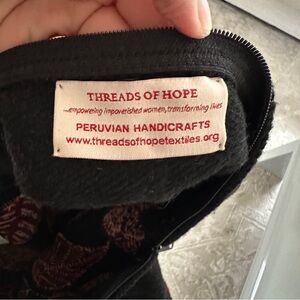 THREADS OF HOPE
...empowering impoverished women, transforming lives
PERUVIAN HANDICRAFTS
www.threadsofhopetextiles.org